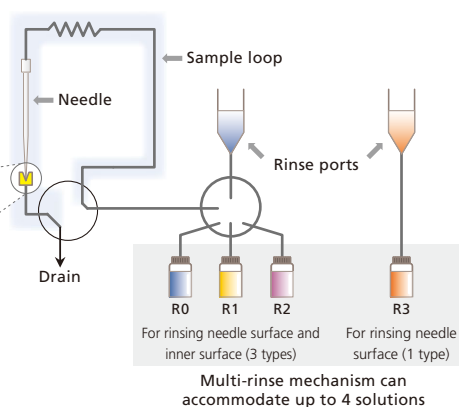 Sample loop
Needle
Rinse ports
Drain
R0 R1 R2 R3
For rinsing needle surface and
inner surface (3 types)
For rinsing needle
surface (1 type)
Multi-rinse mechanism can
accommodate up to 4 solutions